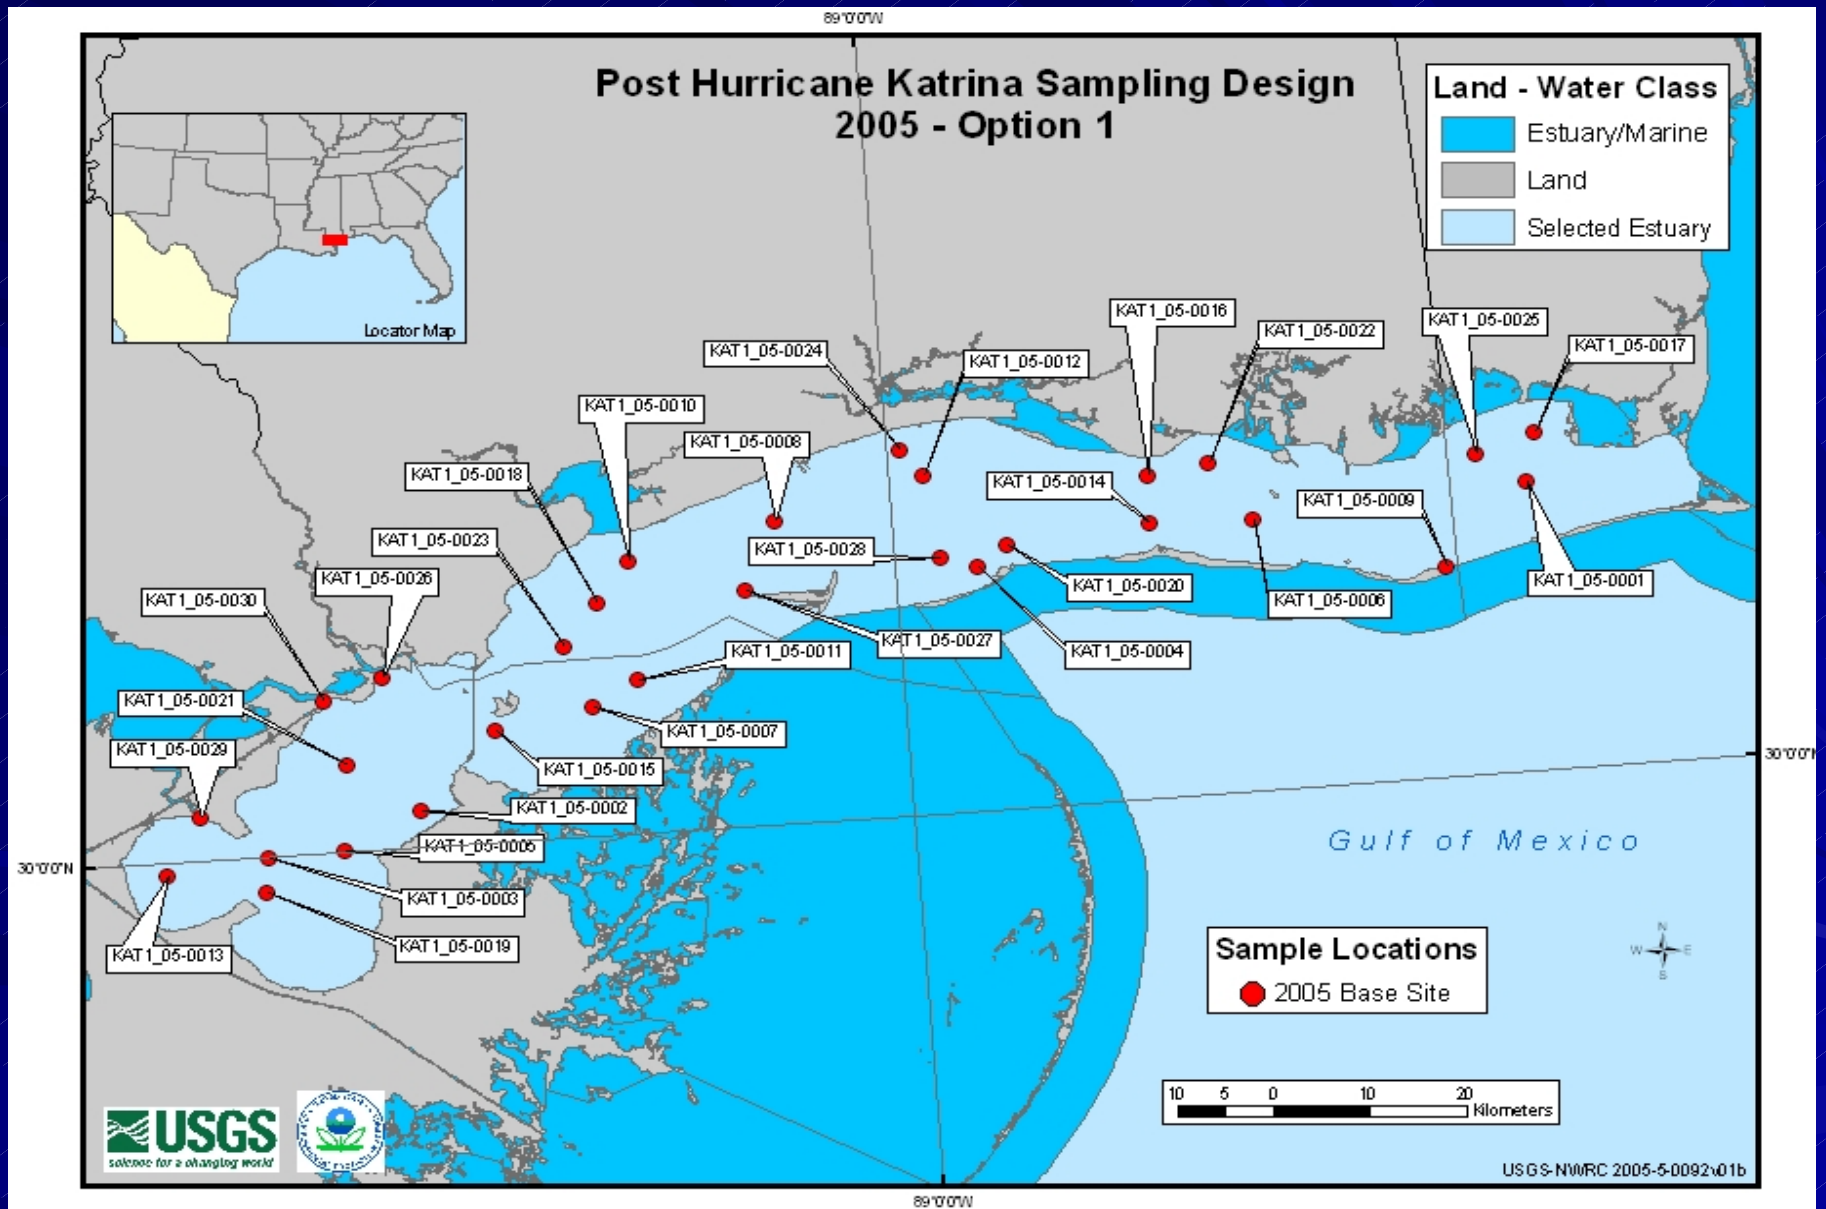 89°0'0"W
Post Hurricane Katrina Sampling Design
2005 - Option 1
Land - Water Class
Estuary/Marine
Land
Selected Estuary
Locator Map
KAT1_05-0016
KAT1_05-0022
KAT1_05-0025
KAT1_05-0017
KAT1_05-0024
KAT1_05-0012
KAT1_05-0010
KAT1_05-0008
KAT1_05-0018
KAT1_05-0014
KAT1_05-0009
KAT1_05-0023
KAT1_05-0028
KAT1_05-0026
KAT1_05-0020
KAT1_05-0001
KAT1_05-0030
KAT1_05-0006
KAT1_05-0027
KAT1_05-0011
KAT1_05-0004
KAT1_05-0021
KAT1_05-0007
KAT1_05-0029
KAT1_05-0015
30°0'0"N
KAT1_05-0002
KAT1_05-0005
Gulf of Mexico
30°0'0"N
KAT1_05-0003
KAT1_05-0019
KAT1_05-0013
Sample Locations
2005 Base Site
N
W E
S
10 5 0 10 20
Kilometers
USGS
science for a changing world
USGS-NWRC 2005-5-0092v01b
89°0'0"W